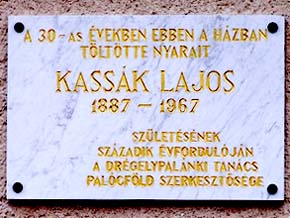 A 30-AS ÉVEKBEN EBBEN A HÁZBAN
TÖLTÖTTE NYARAIT
KASSÁK LAJOS
1887 – 1967
SZÜLETÉSÉNEK
SZÁZADIK ÉVFORDULÓJÁN
A DRÉGELYPALÁNKI TANÁCS
PALÓCFÖLD SZERKESZTŐSÉGE